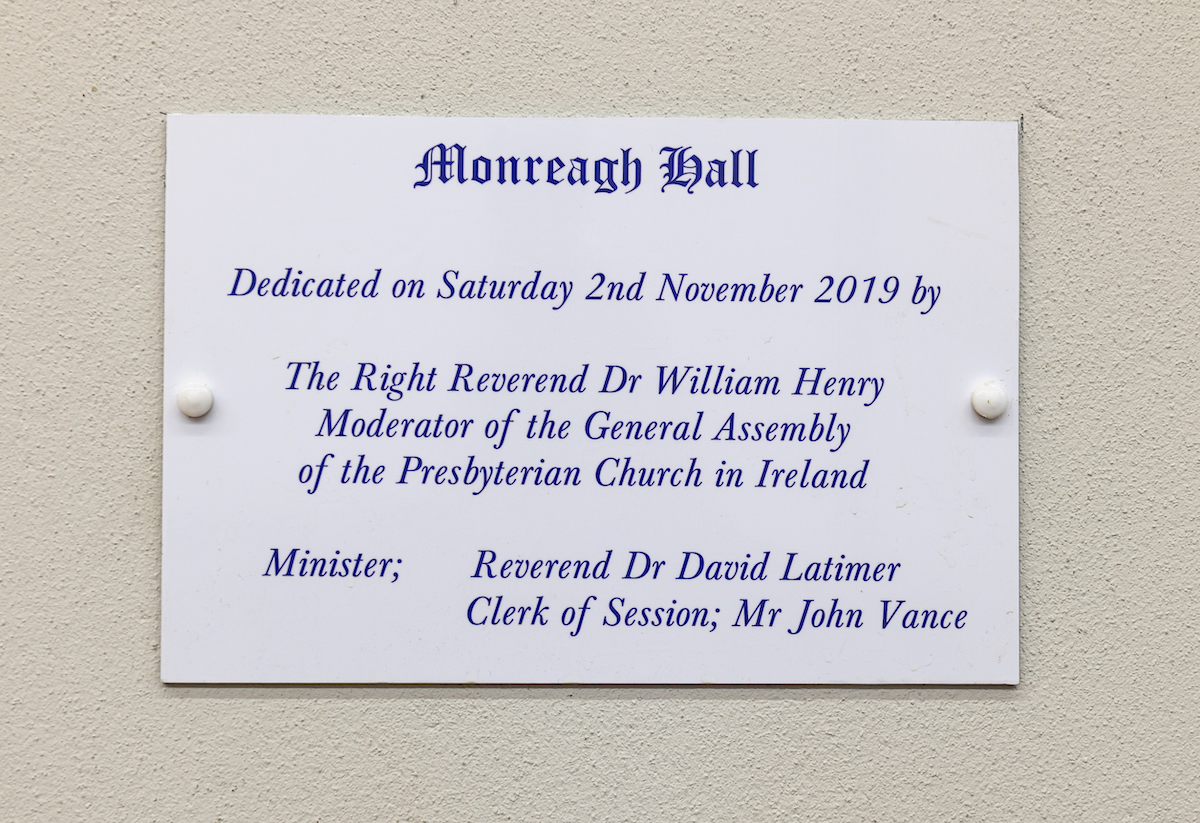 Monreagh Hall
Dedicated on Saturday 2nd November 2019 by
The Right Reverend Dr William Henry
Moderator of the General Assembly
of the Presbyterian Church in Ireland
Minister; Reverend Dr David Latimer
Clerk of Session; Mr John Vance